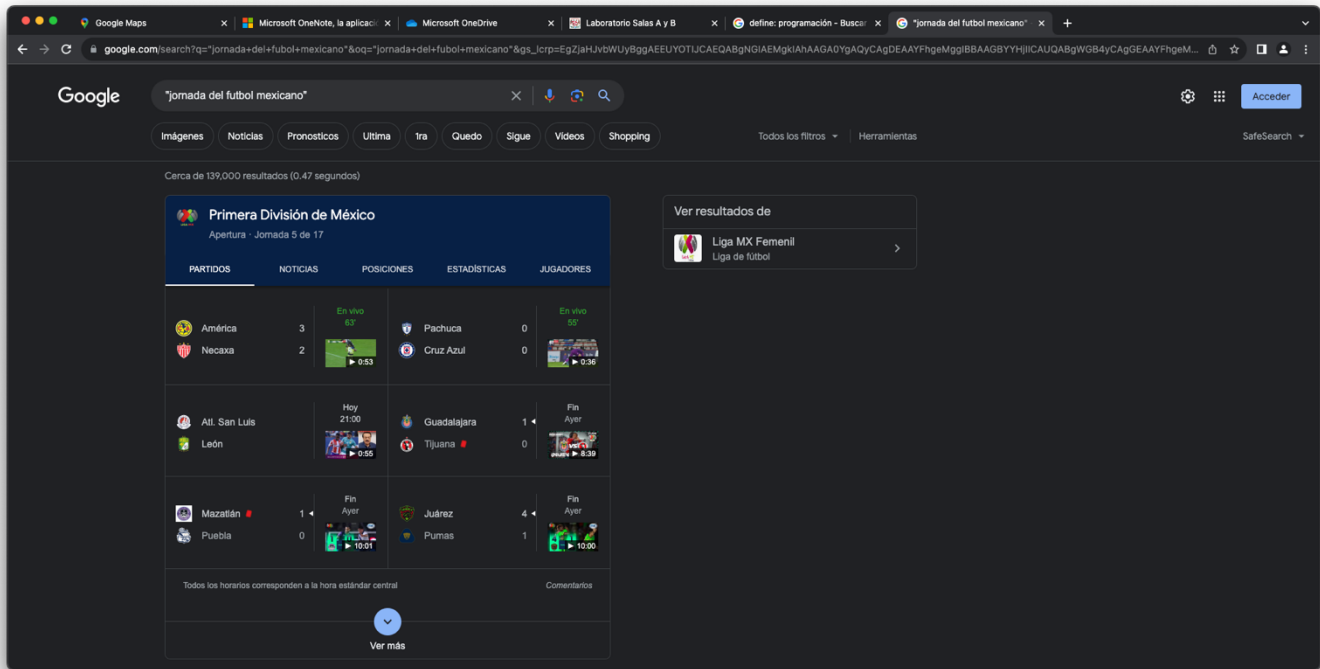 Google Maps
Microsoft OneNote, la aplicació
Microsoft OneDrive
Laboratorio Salas A y B
define: programación - Buscar
"jornada del futbol mexicano"
google.com/search?q="jornada+del+fubol+mexicano"&oq="jornada+del+fubol+mexicano"&gs_lcrp=
Google
"jornada del futbol mexicano"
Acceder
Imágenes Noticias Pronosticos Ultima 1ra Quedo Sigue Videos Shopping
Todos los filtros Herramientas
SafeSearch
Cerca de 139,000 resultados (0.47 segundos)
Primera División de México
Apertura · Jornada 5 de 17
PARTIDOS NOTICIAS POSICIONES ESTADÍSTICAS JUGADORES
En vivo
63'
América 3
Necaxa 2
0:53
En vivo
55'
Pachuca 0
Cruz Azul 0
0:36
Hoy
21:00
Atl. San Luis
León
0:55
Fin
Ayer
Guadalajara 1
Tijuana 0
8:39
Fin
Ayer
Mazatlán 1
Puebla 0
10:01
Fin
Ayer
Juárez 4
Pumas 1
10:00
Todos los horarios corresponden a la hora estándar central
Comentarios
Ver más
Ver resultados de
Liga MX Femenil
Liga de fútbol